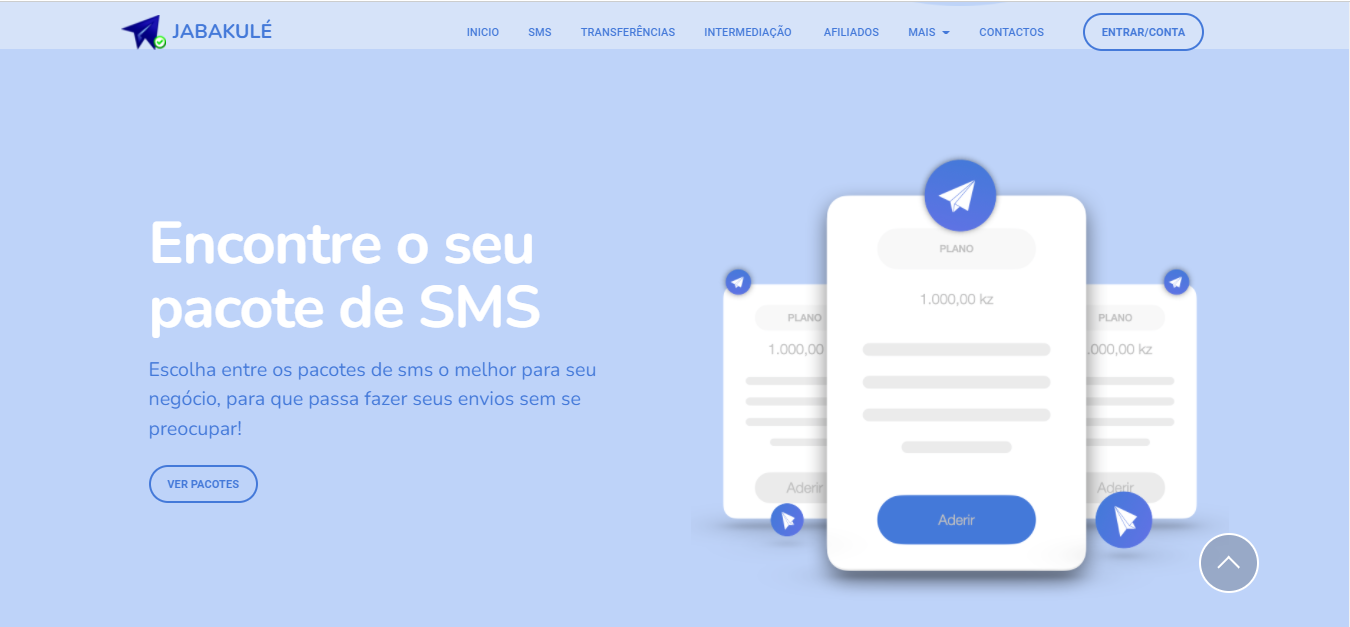 JABAKULÉ
INICIO SMS TRANSFERÊNCIAS INTERMEDIAÇÃO AFILIADOS MAIS CONTACTOS ENTRAR/CONTA
Encontre o seu
pacote de SMS
Escolha entre os pacotes de sms o melhor para seu
negócio, para que passa fazer seus envios sem se
preocupar!
VER PACOTES
PLANO
1.000,00
Aderir
PLANO
1.000,00 kz
Aderir
PLANO
.000,00 kz
Aderir